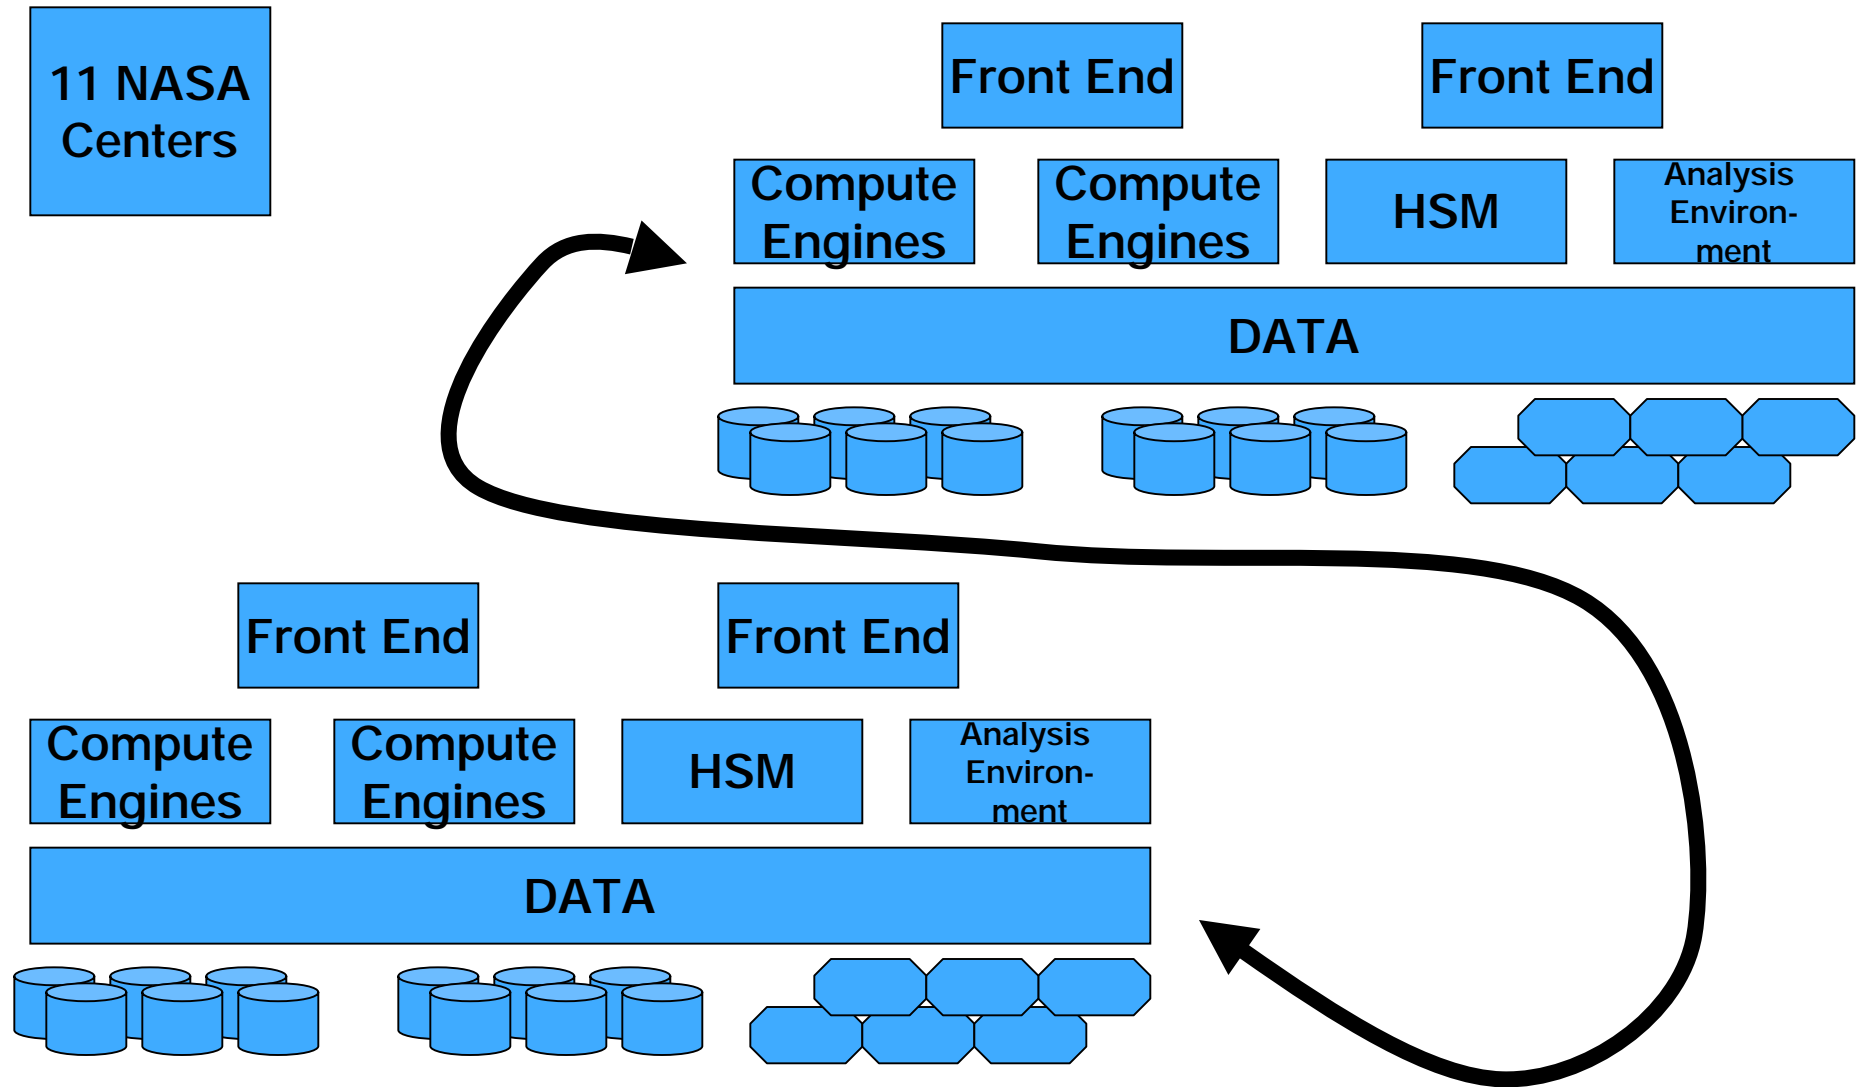 11 NASA
Centers
Front End
Front End
Compute
Engines
Compute
Engines
HSM
Analysis
Environ-
ment
DATA
Front End
Front End
Compute
Engines
Compute
Engines
HSM
Analysis
Environ-
ment
DATA